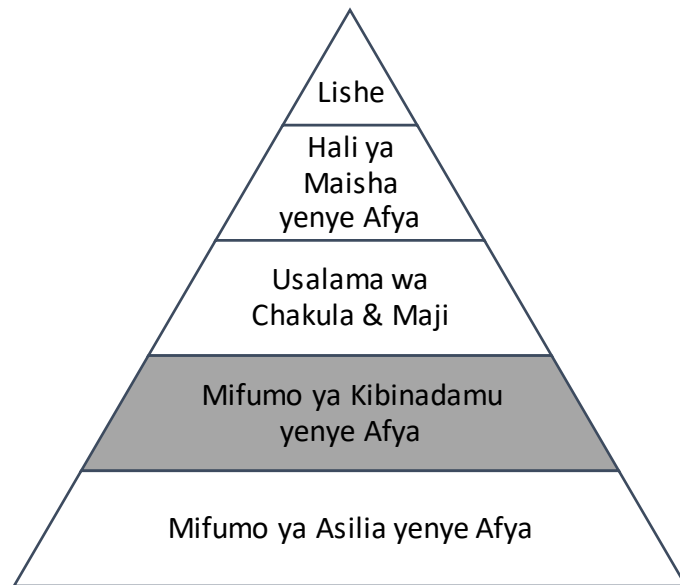 Lishe
Hali ya
Maisha
yenye Afya
Usalama wa
Chakula & Maji
Mifumo ya Kibinadamu
yenye Afya
Mifumo ya Asilia yenye Afya